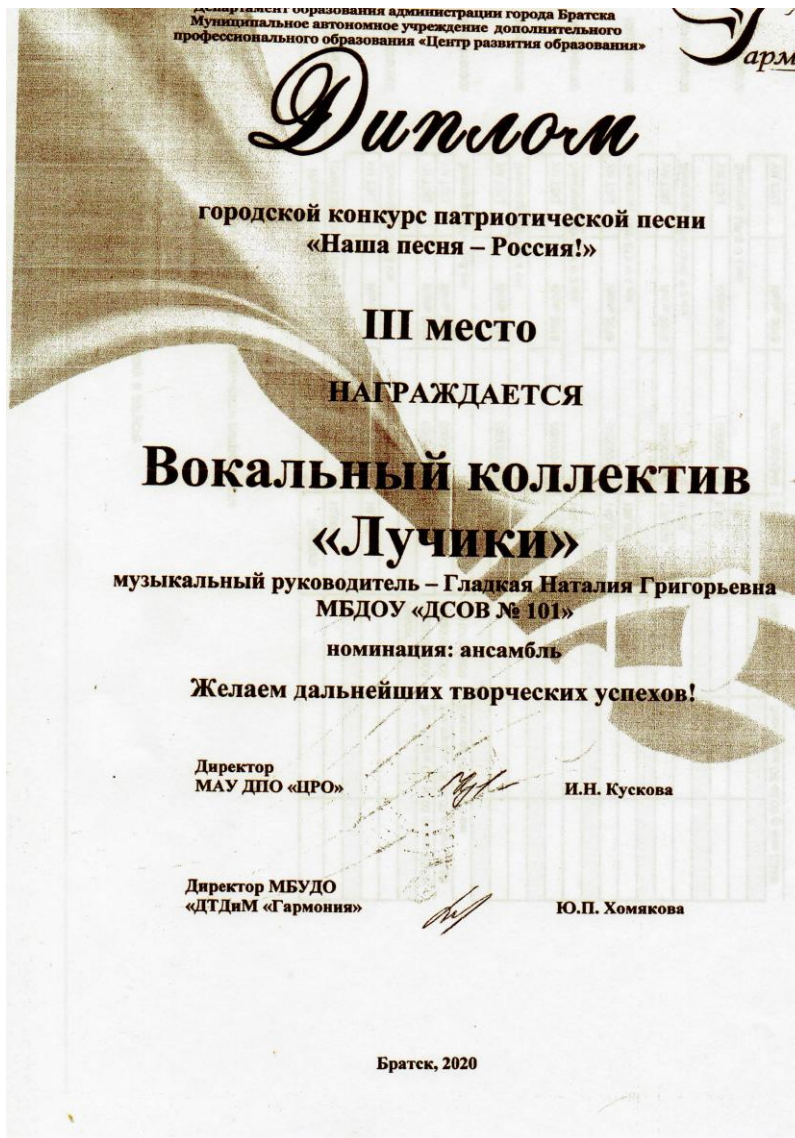 Департамент образования администрации города Братска
Муниципальное автономное учреждение дополнительного
профессионального образования «Центр развития образования»
Диплом
городской конкурс патриотической песни
«Наша песня – Россия!»
III место
НАГРАЖДАЕТСЯ
Вокальный коллектив
«Лучики»
музыкальный руководитель – Гладкая Наталия Григорьевна
МБДОУ «ДСОВ № 101»
номинация: ансамбль
Желаем дальнейших творческих успехов!
Директор
МАУ ДПО «ЦРО» И.Н. Кускова
Директор МБУДО
«ДТДиМ «Гармония» Ю.П. Хомякова
Братск, 2020